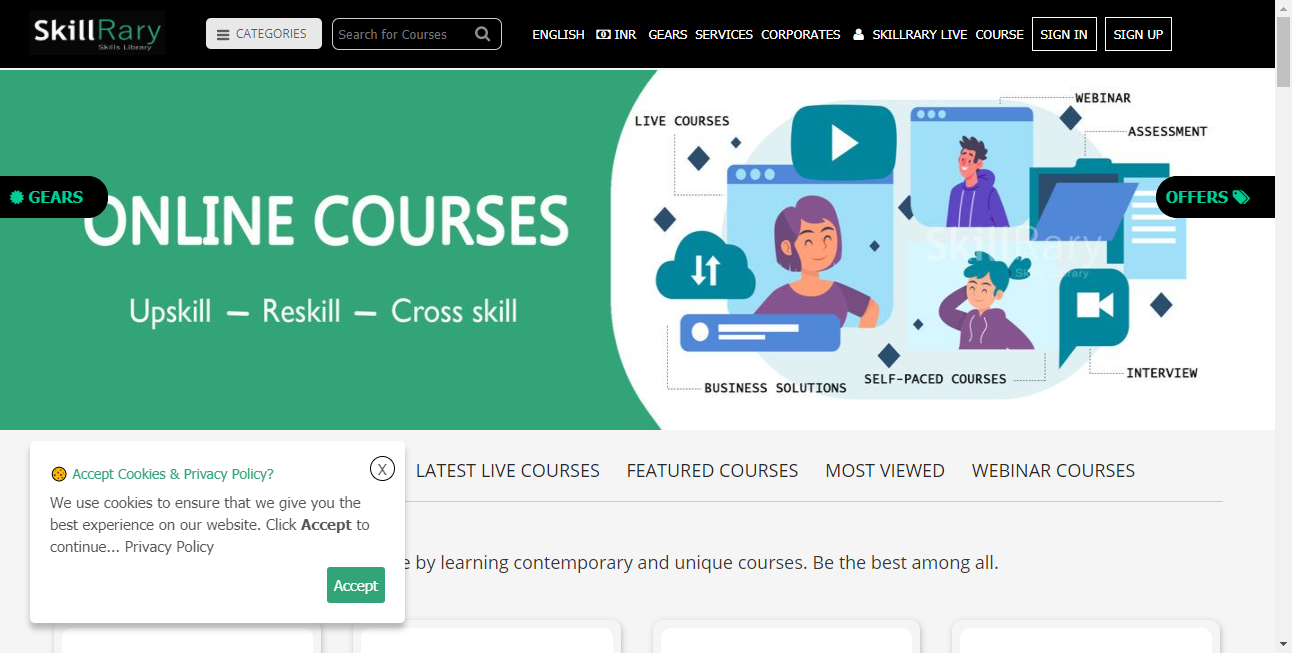 SkillRary
Skills Library
CATEGORIES
Search for Courses
ENGLISH INR GEARS SERVICES CORPORATES SKILLRARY LIVE COURSE SIGN IN SIGN UP
ONLINE COURSES
Upskill — Reskill — Cross skill
GEARS
OFFERS
LIVE COURSES
WEBINAR
ASSESSMENT
SkillRary
BUSINESS SOLUTIONS
SELF-PACED COURSES
INTERVIEW
LATEST LIVE COURSES FEATURED COURSES MOST VIEWED WEBINAR COURSES
Accept Cookies & Privacy Policy?
X
We use cookies to ensure that we give you the
best experience on our website. Click Accept to
continue... Privacy Policy
Accept
by learning contemporary and unique courses. Be the best among all.